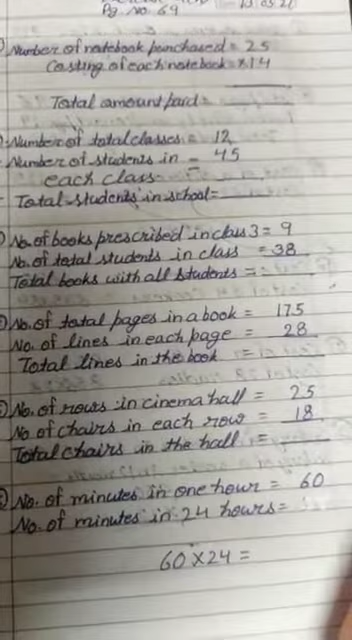 Pg. No. 69
Number of notebook purchased = 25
Costing of each notebook = x 14
Total amount paid =
Number of total classes = 12
Number of students in = 45
each class
Total students in school =
No. of books prescribed in class 3 = 9
No. of total students in class = 38
Total books with all students =
No. of total pages in a book = 175
No. of lines in each page = 28
Total lines in the book =
No. of rows in cinema hall = 25
No of chairs in each row = 18
Total chairs in the hall =
No. of minutes in one hour = 60
No. of minutes in 24 hours =
60 x 24 =